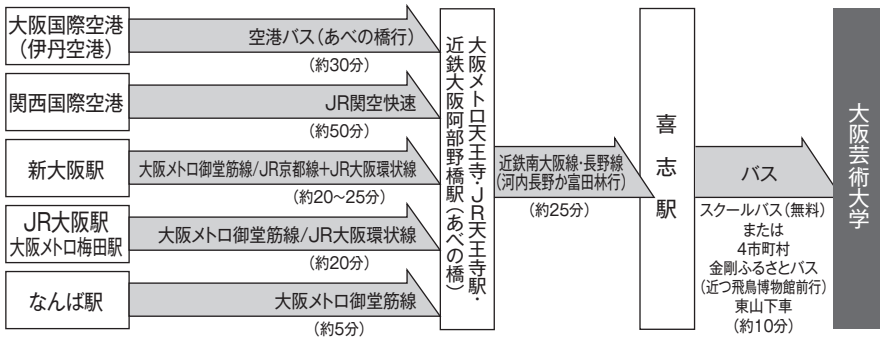 大阪国際空港
(伊丹空港)
空港バス(あべの橋行)
(約30分)
関西国際空港
JR関空快速
(約50分)
新大阪駅
大阪メトロ御堂筋線/JR京都線+JR大阪環状線
(約20〜25分)
JR大阪駅
大阪メトロ梅田駅
大阪メトロ御堂筋線/JR大阪環状線
(約20分)
なんば駅
大阪メトロ御堂筋線
(約5分)
大阪メトロ天王寺・JR天王寺駅・
近鉄大阪阿部野橋駅(あべの橋)
近鉄南大阪線・長野線
(河内長野か富田林行)
(約25分)
喜志駅
バス
スクールバス(無料)
または
4市町村
金剛ふるさとバス
(近つ飛鳥博物館前行)
東山下車
(約10分)
大阪芸術大学